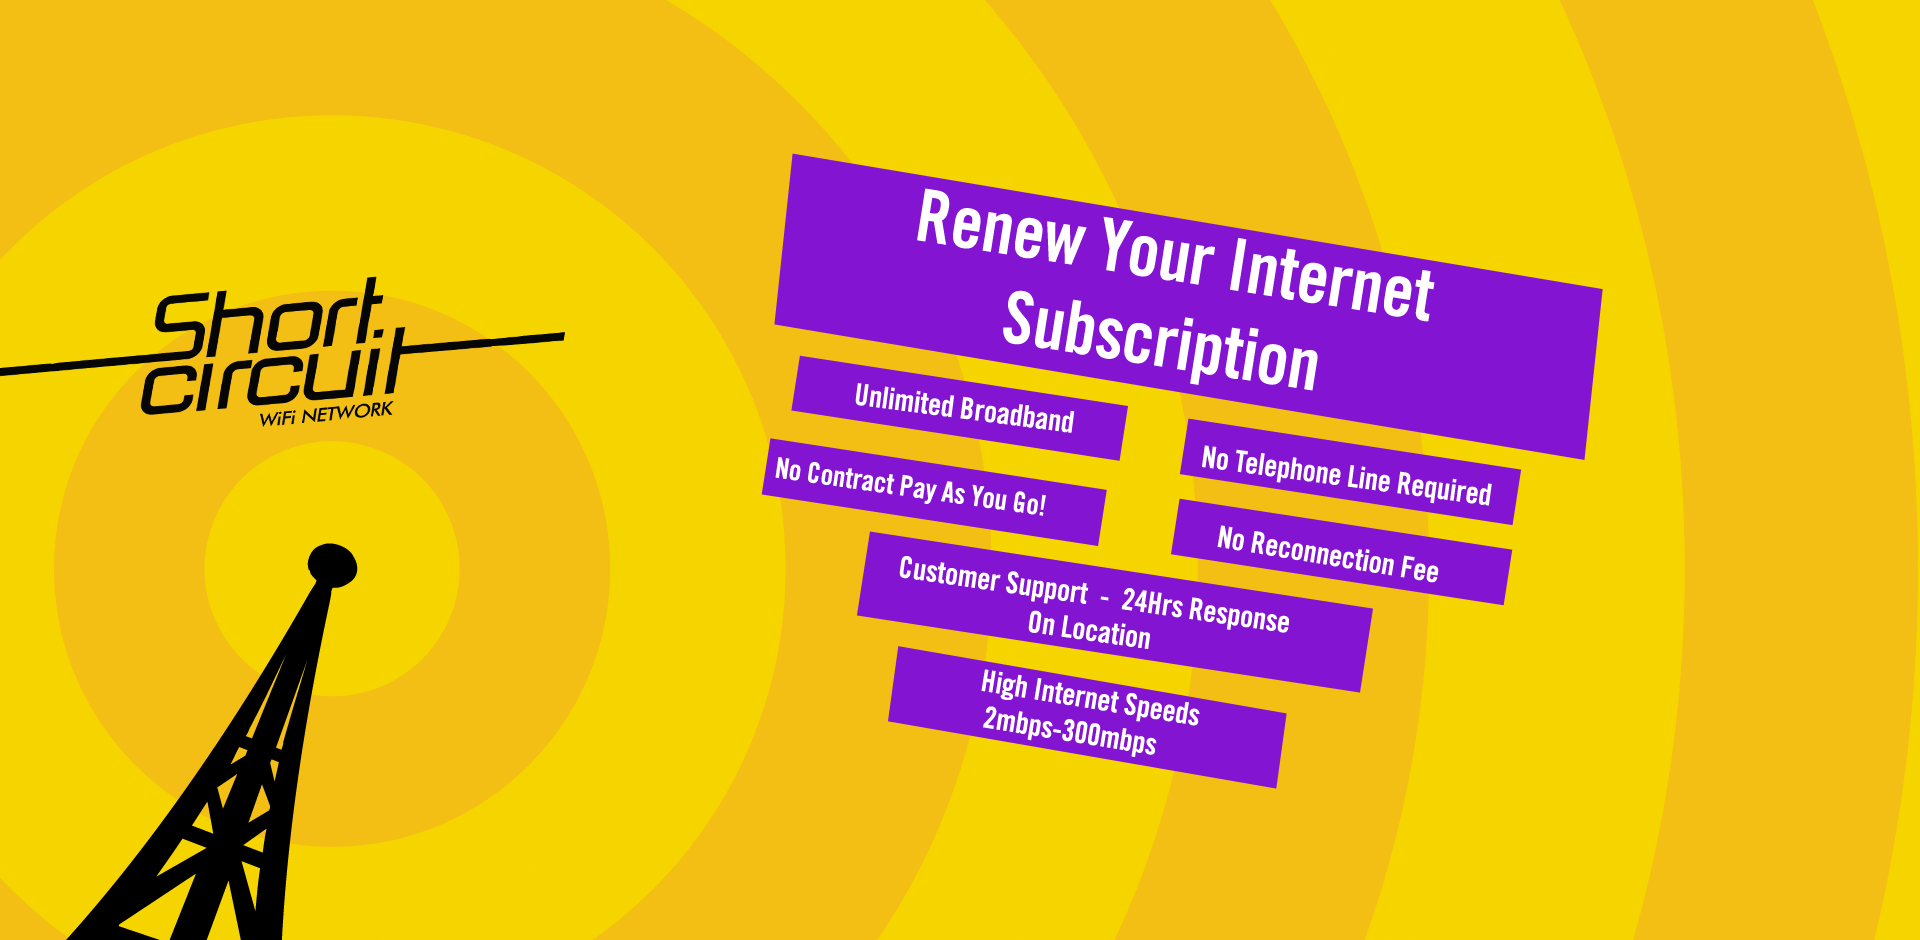 Short
circuit
WiFi NETWORK
Renew Your Internet
Subscription
Unlimited Broadband
No Telephone Line Required
No Contract Pay As You Go!
No Reconnection Fee
Customer Support - 24Hrs Response
On Location
High Internet Speeds
2mbps-300mbps